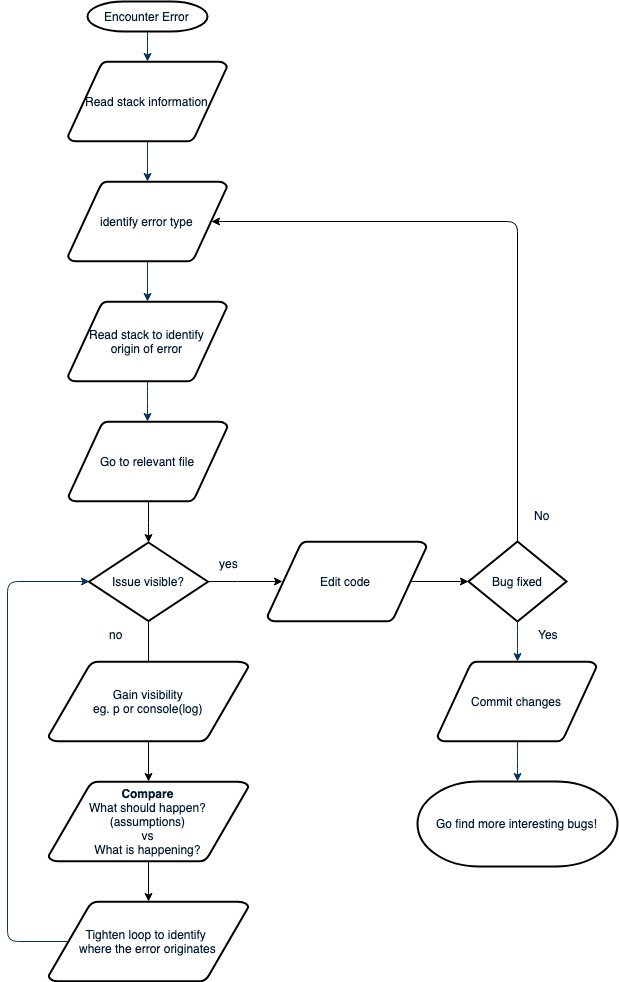 Encounter Error
Read stack information
identify error type
Read stack to identify
origin of error
Go to relevant file
No
Issue visible?
yes
Edit code
Bug fixed
no
Yes
Gain visibility
eg. p or console(log)
Commit changes
Compare
What should happen?
(assumptions)
vs
What is happening?
Go find more interesting bugs!
Tighten loop to identify
where the error originates